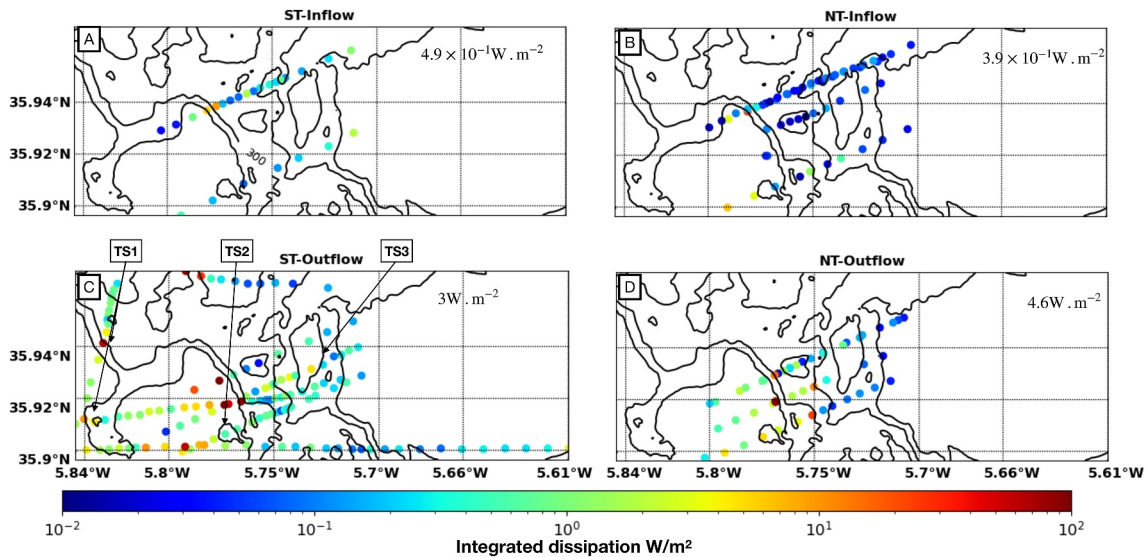 ST-Inflow
NT-Inflow
A
4.9 × 10⁻¹W . m⁻²
B
3.9 × 10⁻¹W . m⁻²
35.94°N
35.92°N
35.9°N
300
TS1
TS2
ST-Outflow
TS3
NT-Outflow
C
3W . m⁻²
D
4.6W . m⁻²
35.94°N
35.92°N
35.9°N
5.84°W 5.8°W 5.75°W 5.7°W 5.66°W 5.61°W
5.84°W 5.8°W 5.75°W 5.7°W 5.66°W 5.61°W
10⁻² 10⁻¹ 10⁰ 10¹ 10²
Integrated dissipation W/m²